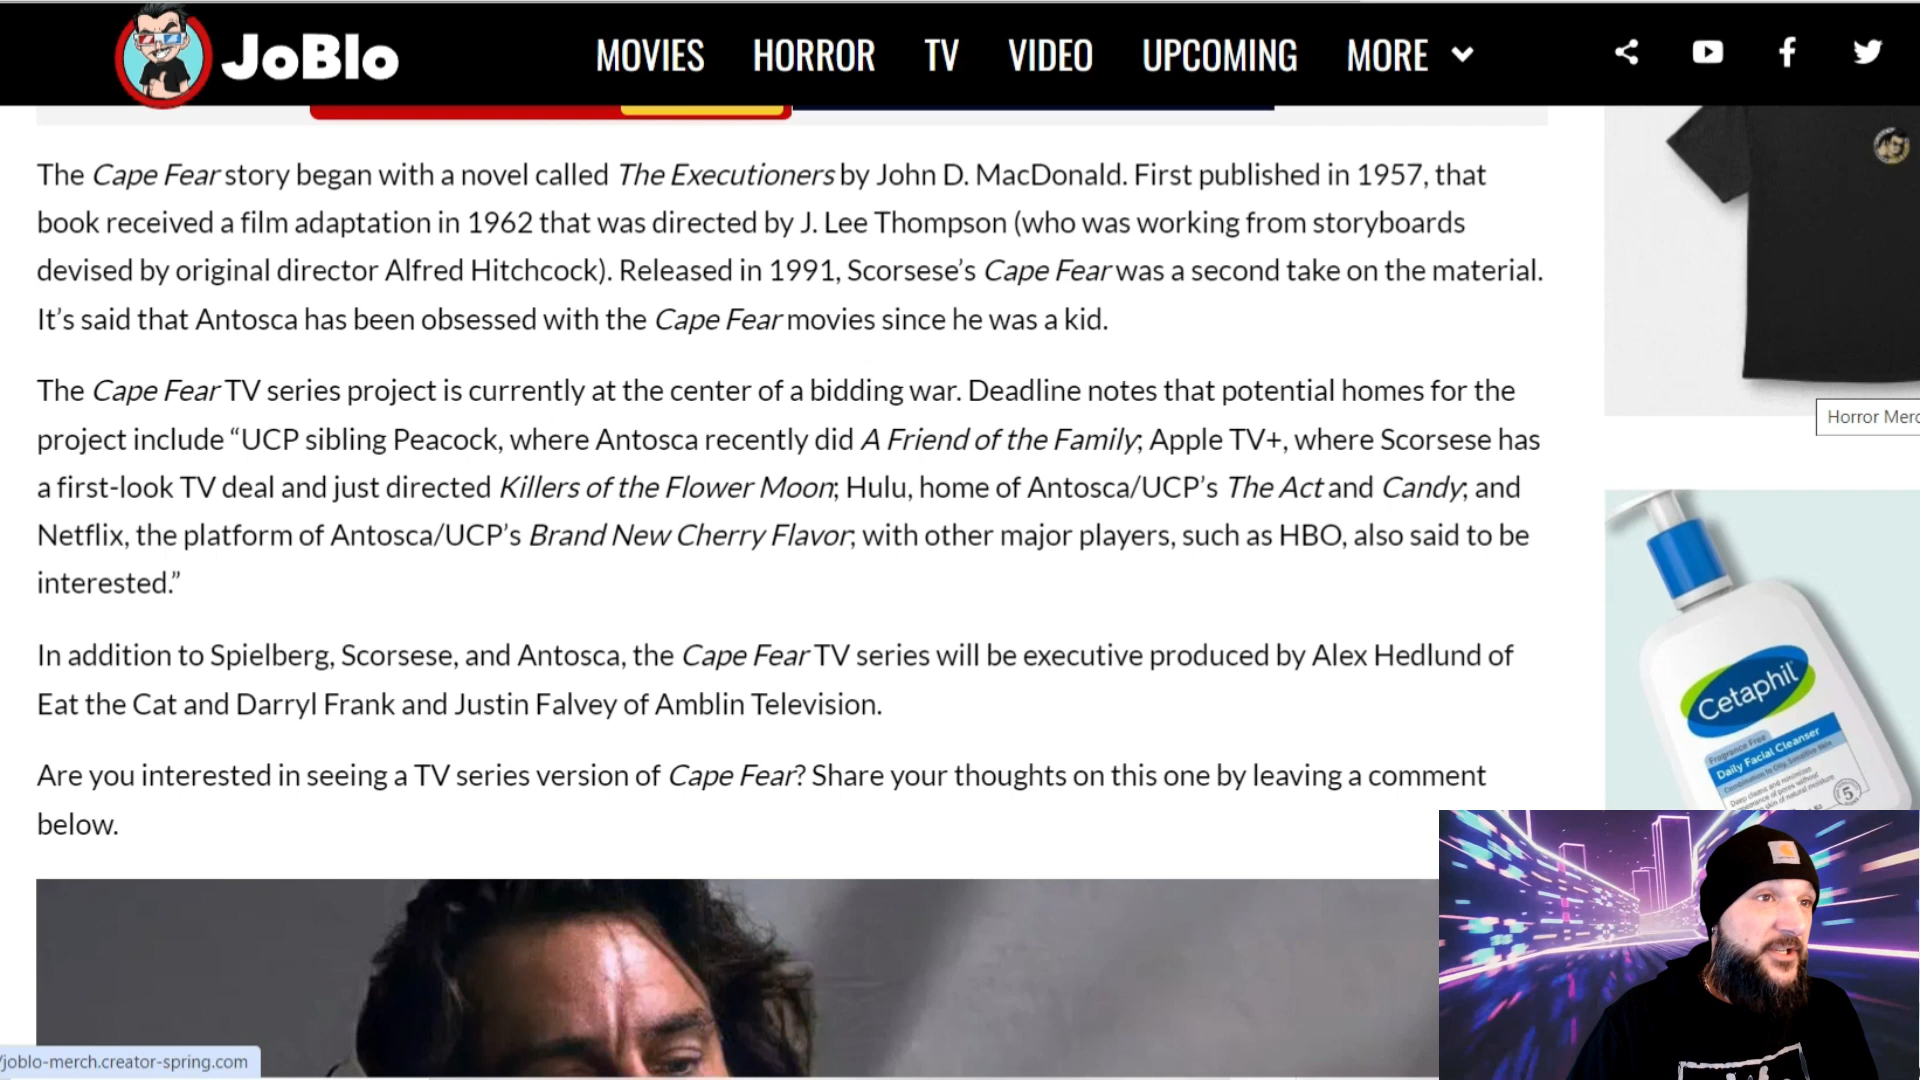 JoBlo
MOVIES HORROR TV VIDEO UPCOMING MORE
The Cape Fear story began with a novel called The Executioners by John D. MacDonald. First published in 1957, that
book received a film adaptation in 1962 that was directed by J. Lee Thompson (who was working from storyboards
devised by original director Alfred Hitchcock). Released in 1991, Scorsese’s Cape Fear was a second take on the material.
It’s said that Antosca has been obsessed with the Cape Fear movies since he was a kid.
Horror Merc
The Cape Fear TV series project is currently at the center of a bidding war. Deadline notes that potential homes for the
project include “UCP sibling Peacock, where Antosca recently did A Friend of the Family; Apple TV+, where Scorsese has
a first-look TV deal and just directed Killers of the Flower Moon; Hulu, home of Antosca/UCP’s The Act and Candy; and
Netflix, the platform of Antosca/UCP’s Brand New Cherry Flavor; with other major players, such as HBO, also said to be
interested.”
In addition to Spielberg, Scorsese, and Antosca, the Cape Fear TV series will be executive produced by Alex Hedlund of
Eat the Cat and Darryl Frank and Justin Falvey of Amblin Television.
Are you interested in seeing a TV series version of Cape Fear? Share your thoughts on this one by leaving a comment
below.
Cetaphil
Fragrance Free
Daily Facial Cleanser
Combination to Oily, Sensitive Skin
5
/joblo-merch.creator-spring.com